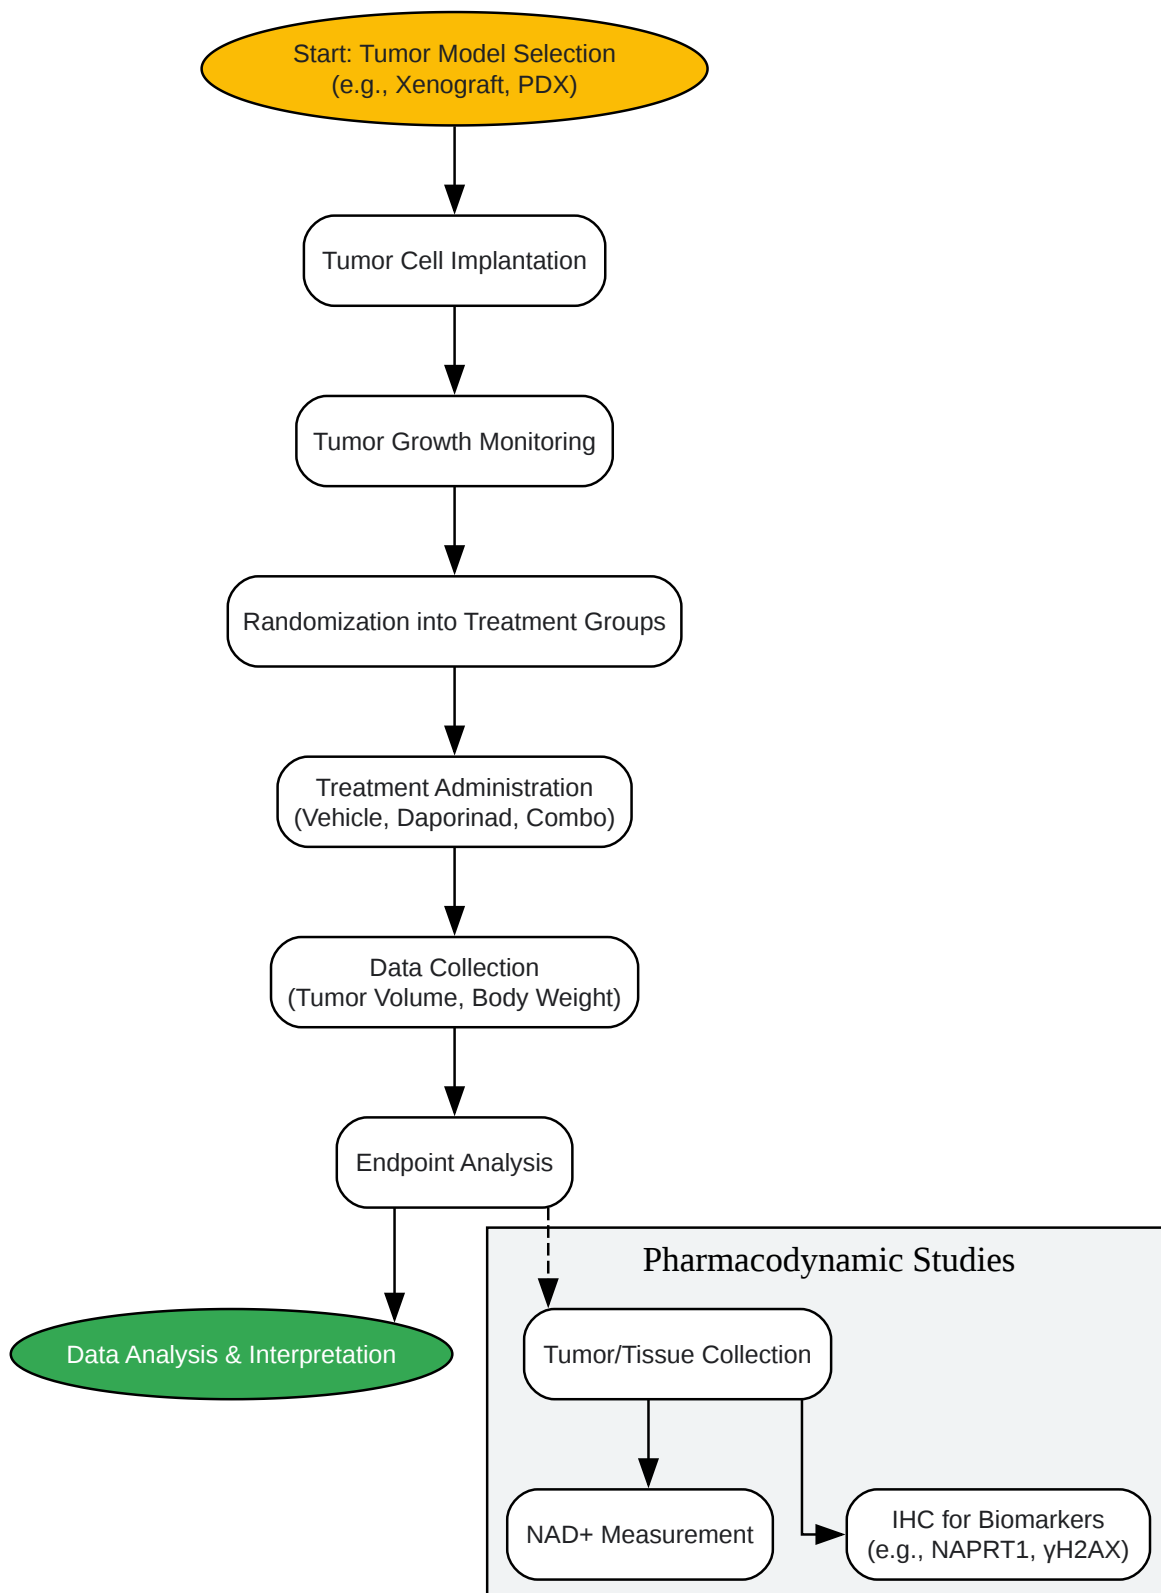 Start: Tumor Model Selection
(e.g., Xenograft, PDX)
Tumor Cell Implantation
Tumor Growth Monitoring
Randomization into Treatment Groups
Treatment Administration
(Vehicle, Daporinad, Combo)
Data Collection
(Tumor Volume, Body Weight)
Endpoint Analysis
Pharmacodynamic Studies
Data Analysis & Interpretation
Tumor/Tissue Collection
NAD+ Measurement
IHC for Biomarkers
(e.g., NAPRT1, γH2AX)